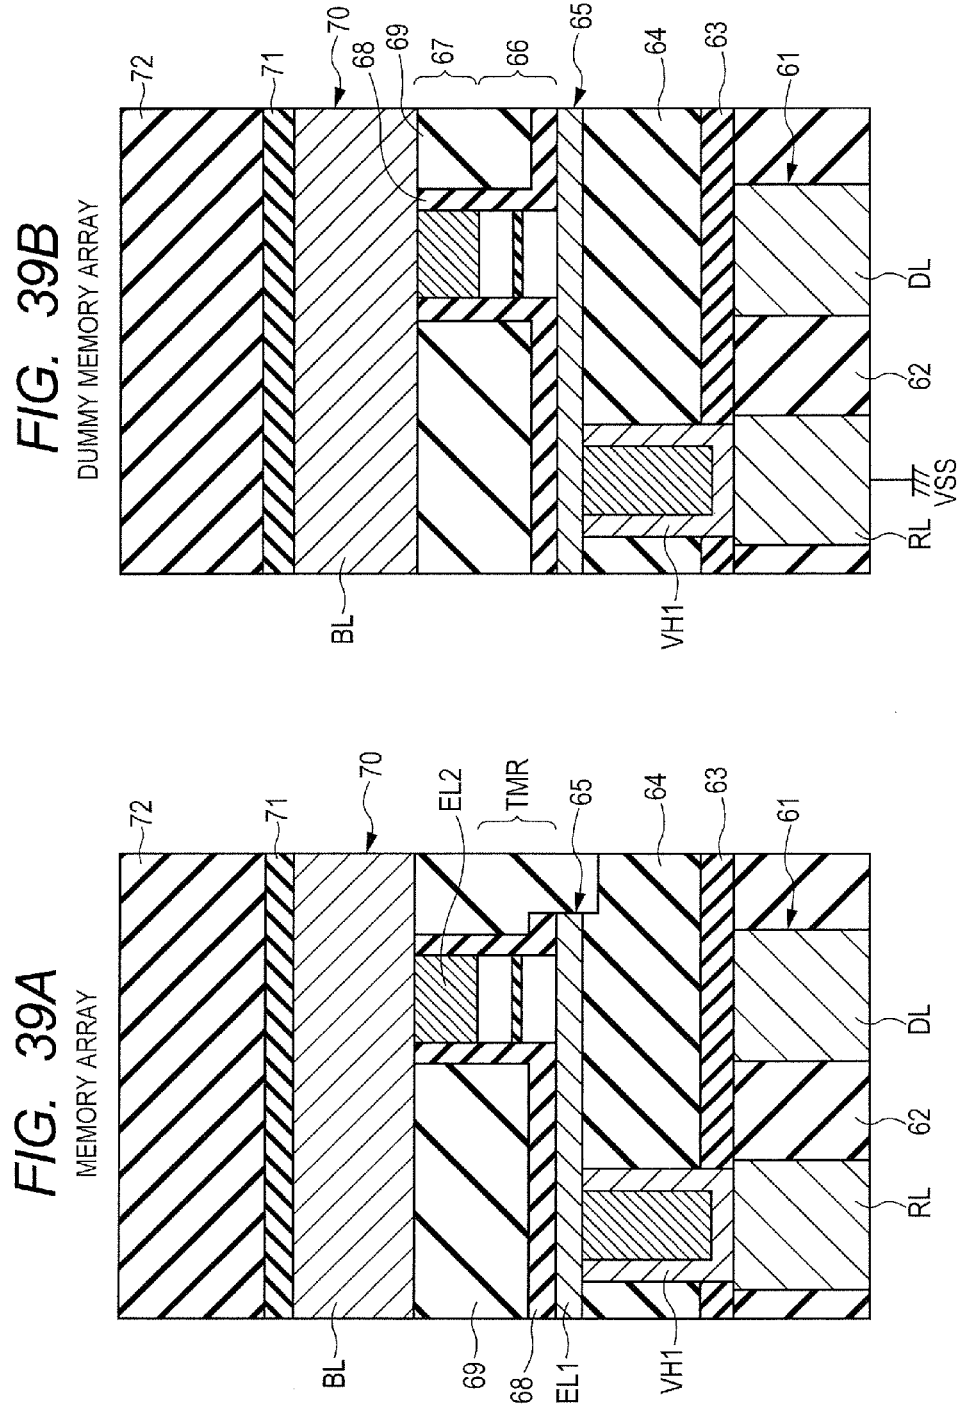 FIG. 39A
MEMORY ARRAY
72
71
70
EL2
TMR
65
64
63
61
BL
69
68
EL1
VH1
RL
62
DL
FIG. 39B
DUMMY MEMORY ARRAY
72
71
70
69
68
67
66
65
64
63
61
BL
VH1
RL
VSS
62
DL